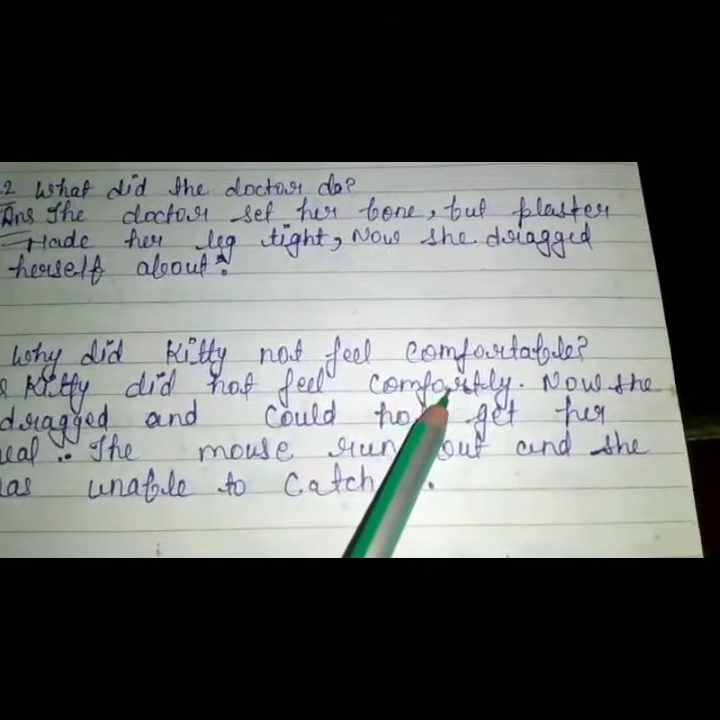 2 What did the doctor do?
Ans The doctor set her bone, but plaster
Made her leg tight, Now she dragged
herself about.
Why did Kitty not feel comfortable?
Kitty did not feel comfortly. Now she
dragged and could not get her
eal. The mouse run out and she
as unable to catch .